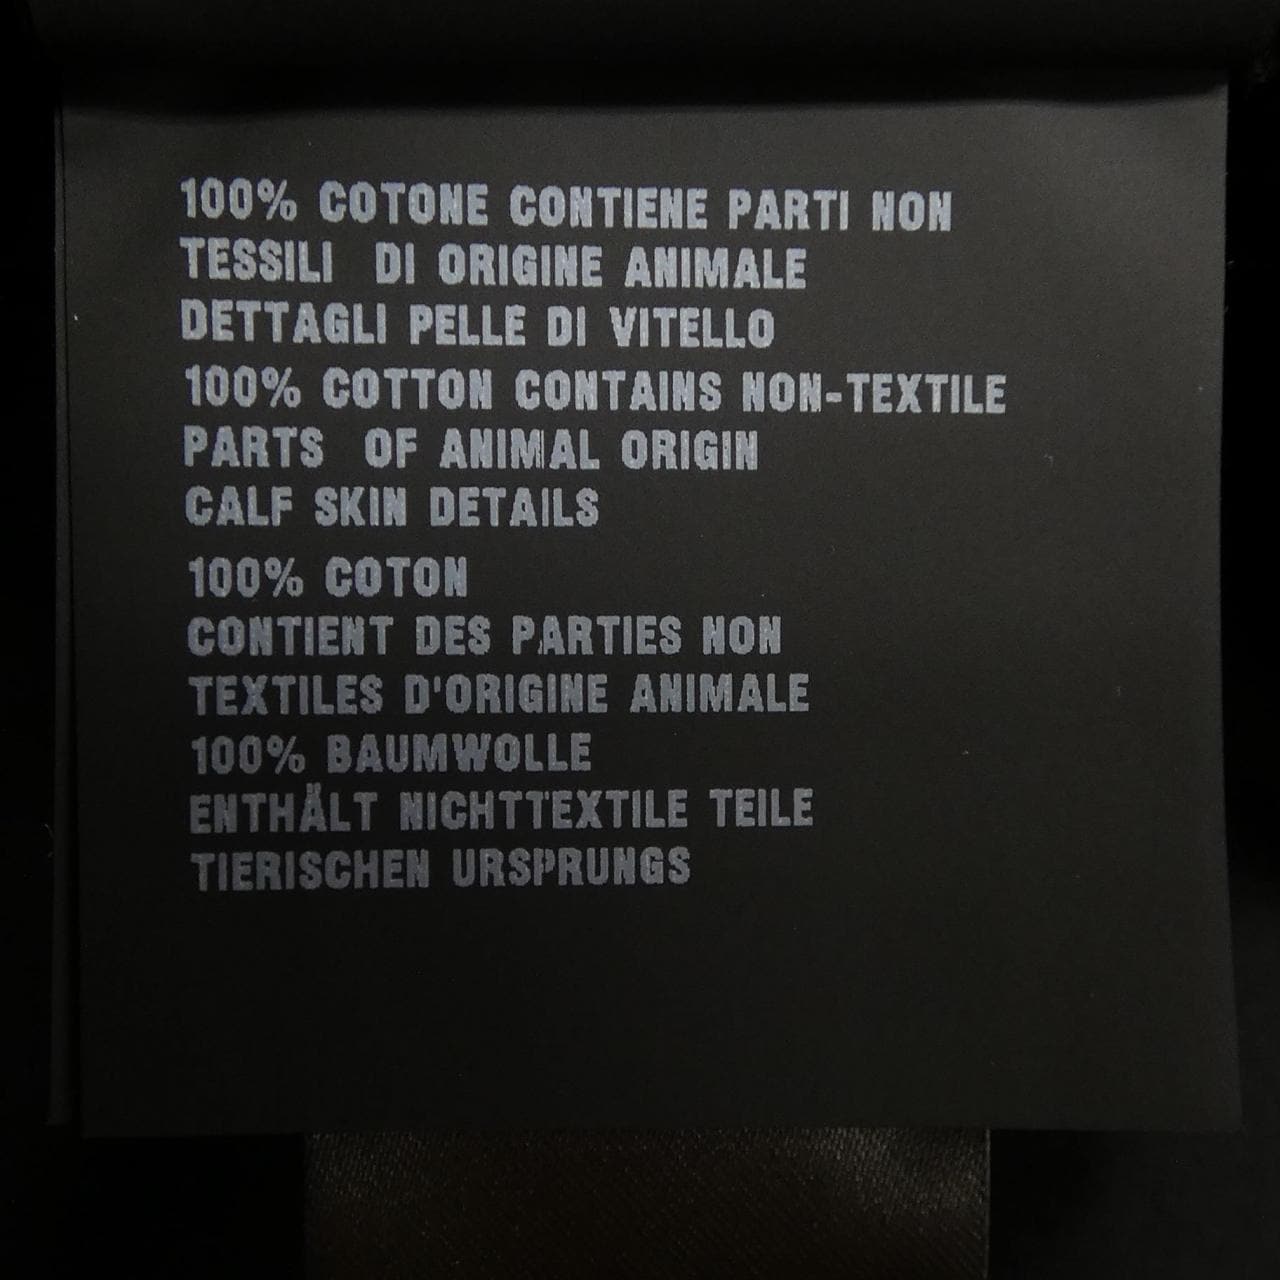 100% COTONE CONTIENE PARTI NON
TESSILI DI ORIGINE ANIMALE
DETTAGLI PELLE DI VITELLO
100% COTTON CONTAINS NON-TEXTILE
PARTS OF ANIMAL ORIGIN
CALF SKIN DETAILS
100% COTON
CONTIENT DES PARTIES NON
TEXTILES D'ORIGINE ANIMALE
100% BAUMWOLLE
ENTHÄLT NICHTTEXTILE TEILE
TIERISCHEN URSPRUNGS